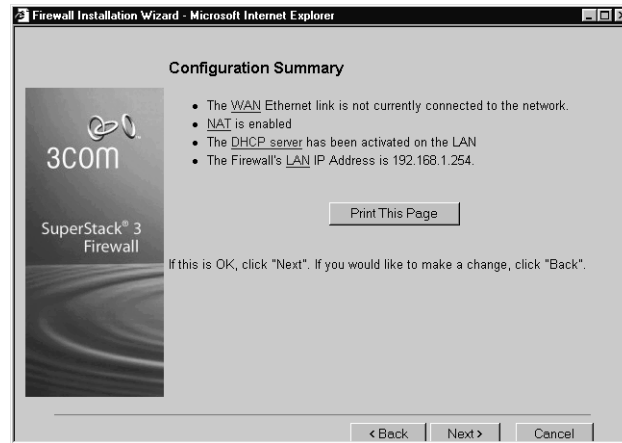 Firewall Installation Wizard - Microsoft Internet Explorer
Configuration Summary
• The WAN Ethernet link is not currently connected to the network.
• NAT is enabled
• The DHCP server has been activated on the LAN
• The Firewall's LAN IP Address is 192.168.1.254.
3COM
SuperStack® 3
Firewall
Print This Page
If this is OK, click "Next". If you would like to make a change, click "Back".
< Back
Next >
Cancel